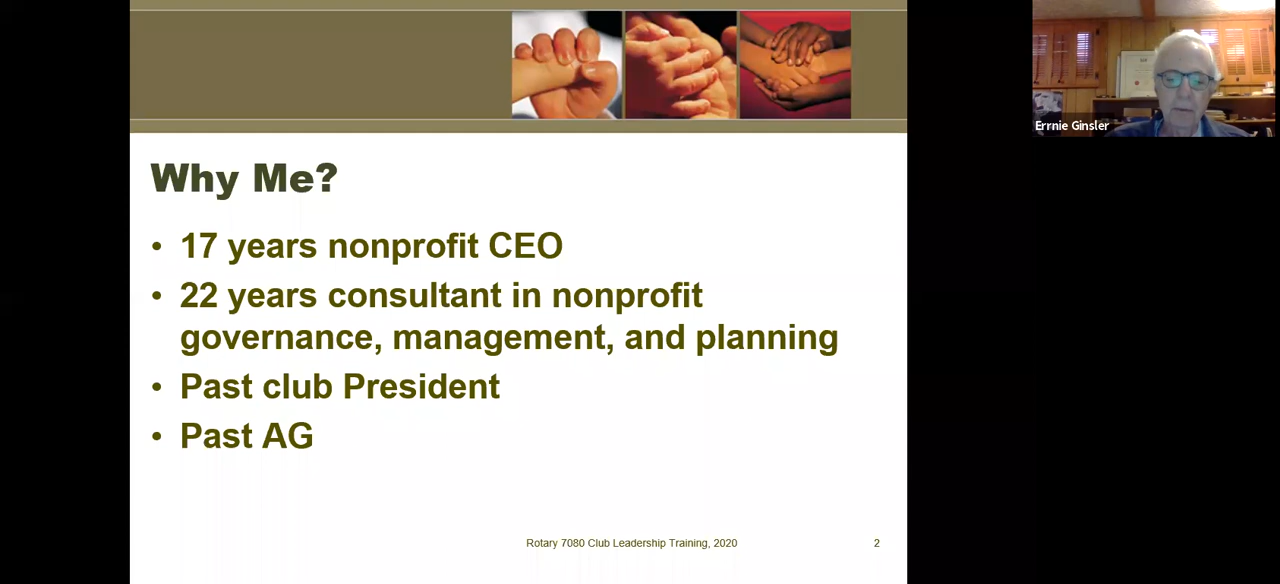 Errnie Ginsler
Why Me?
• 17 years nonprofit CEO
• 22 years consultant in nonprofit
governance, management, and planning
• Past club President
• Past AG
Rotary 7080 Club Leadership Training, 2020
2